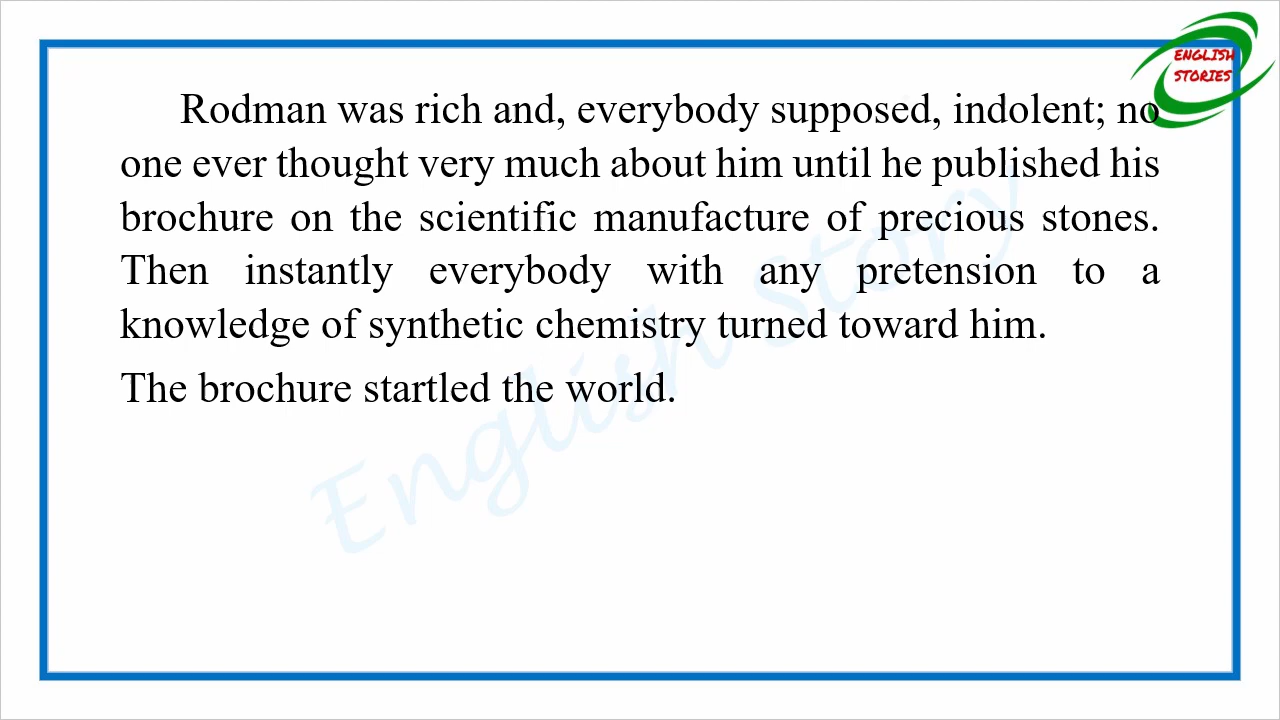 ENGLISH
STORIES
Rodman was rich and, everybody supposed, indolent; no
one ever thought very much about him until he published his
brochure on the scientific manufacture of precious stones.
Then instantly everybody with any pretension to a
knowledge of synthetic chemistry turned toward him.
The brochure startled the world.
English Story